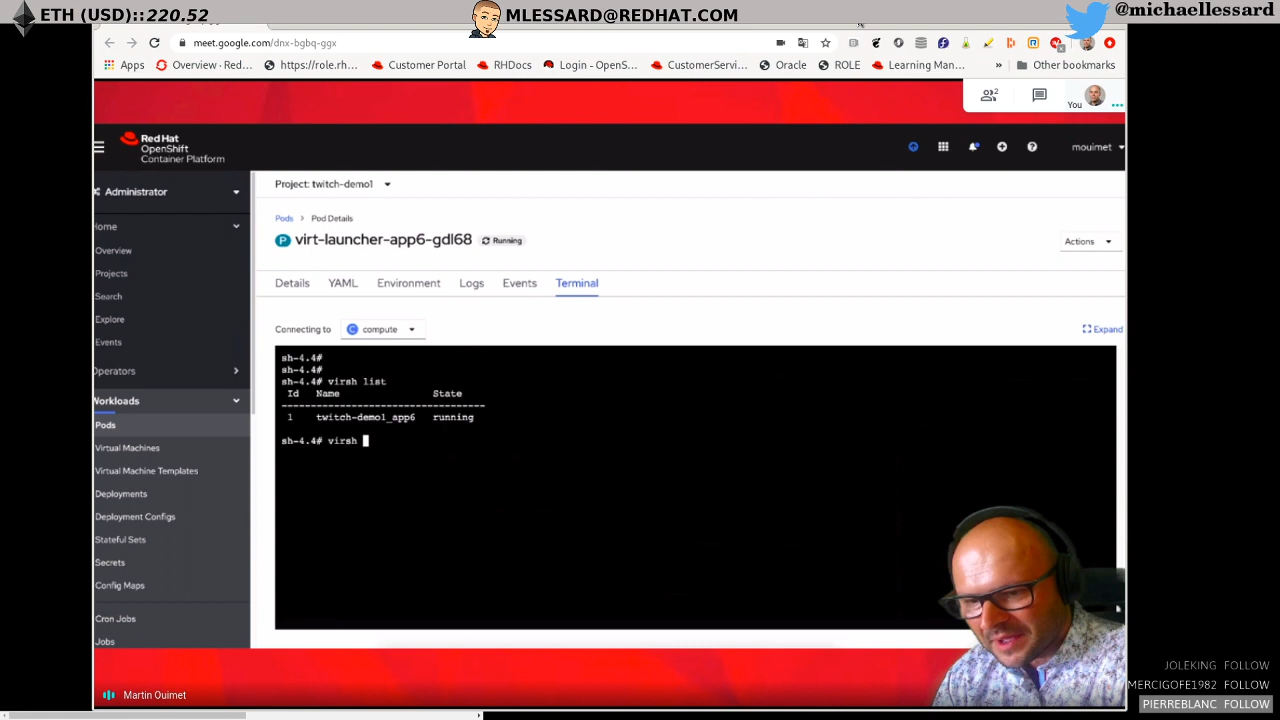 ETH (USD)::220.52
MLESSARD@REDHAT.COM
@michaellessard
meet.google.com/dnx-bgbq-ggx
Apps
Overview - Red...
https://role.rh...
Customer Portal
RHDocs
Login - OpenS...
CustomerServi...
Oracle
ROLE
Learning Man...
»
Other bookmarks
2
You
Red Hat
OpenShift
Container Platform
mouimet
Administrator
Project: twitch-demo1
Home
Overview
Projects
Search
Explore
Events
Operators
Workloads
Pods
Virtual Machines
Virtual Machine Templates
Deployments
Deployment Configs
Stateful Sets
Secrets
Config Maps
Cron Jobs
Jobs
Pods > Pod Details
P virt-launcher-app6-gdl68 Running
Actions
Details YAML Environment Logs Events Terminal
Connecting to C compute
Expand
sh-4.4#
sh-4.4#
sh-4.4# virsh list
Id Name State
----------------------------------
1 twitch-demo1_app6 running
sh-4.4# virsh
Martin Ouimet
JOLEKING FOLLOW
MERCIGOFE1982 FOLLOW
PIERREBLANC FOLLOW